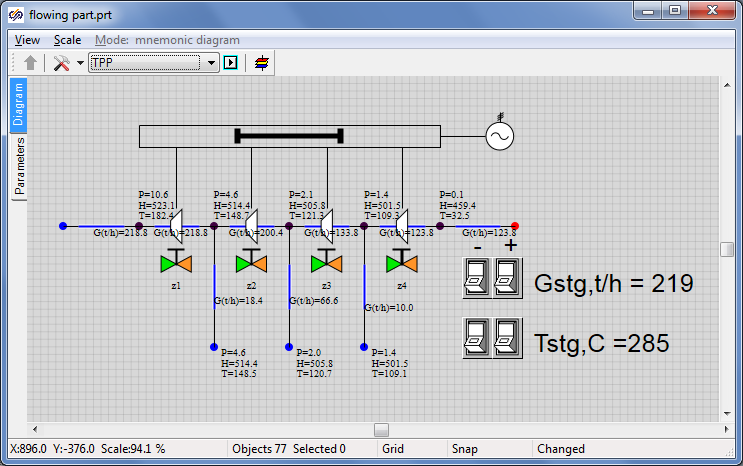 flowing part.prt
View Scale Mode: mnemonic diagram
TPP
Diagram
Parameters
P=10.6
H=523.1
T=182.4
P=4.6
H=514.4
T=148.7
P=2.1
H=505.8
T=121.3
P=1.4
H=501.5
T=109.3
P=0.1
H=459.4
T=32.5
G(t/h)=218.8
G(t/h)=218.8
G(t/h)=200.4
G(t/h)=133.8
G(t/h)=123.8
G(t/h)=123.8
- +
z1
z2
z3
z4
Gstg,t/h = 219
G(t/h)=18.4
G(t/h)=66.6
G(t/h)=10.0
Tstg,C =285
P=4.6
H=514.4
T=148.5
P=2.0
H=505.8
T=120.7
P=1.4
H=501.5
T=109.1
X:896.0 Y:-376.0 Scale:94.1 % Objects 77 Selected 0 Grid Snap Changed